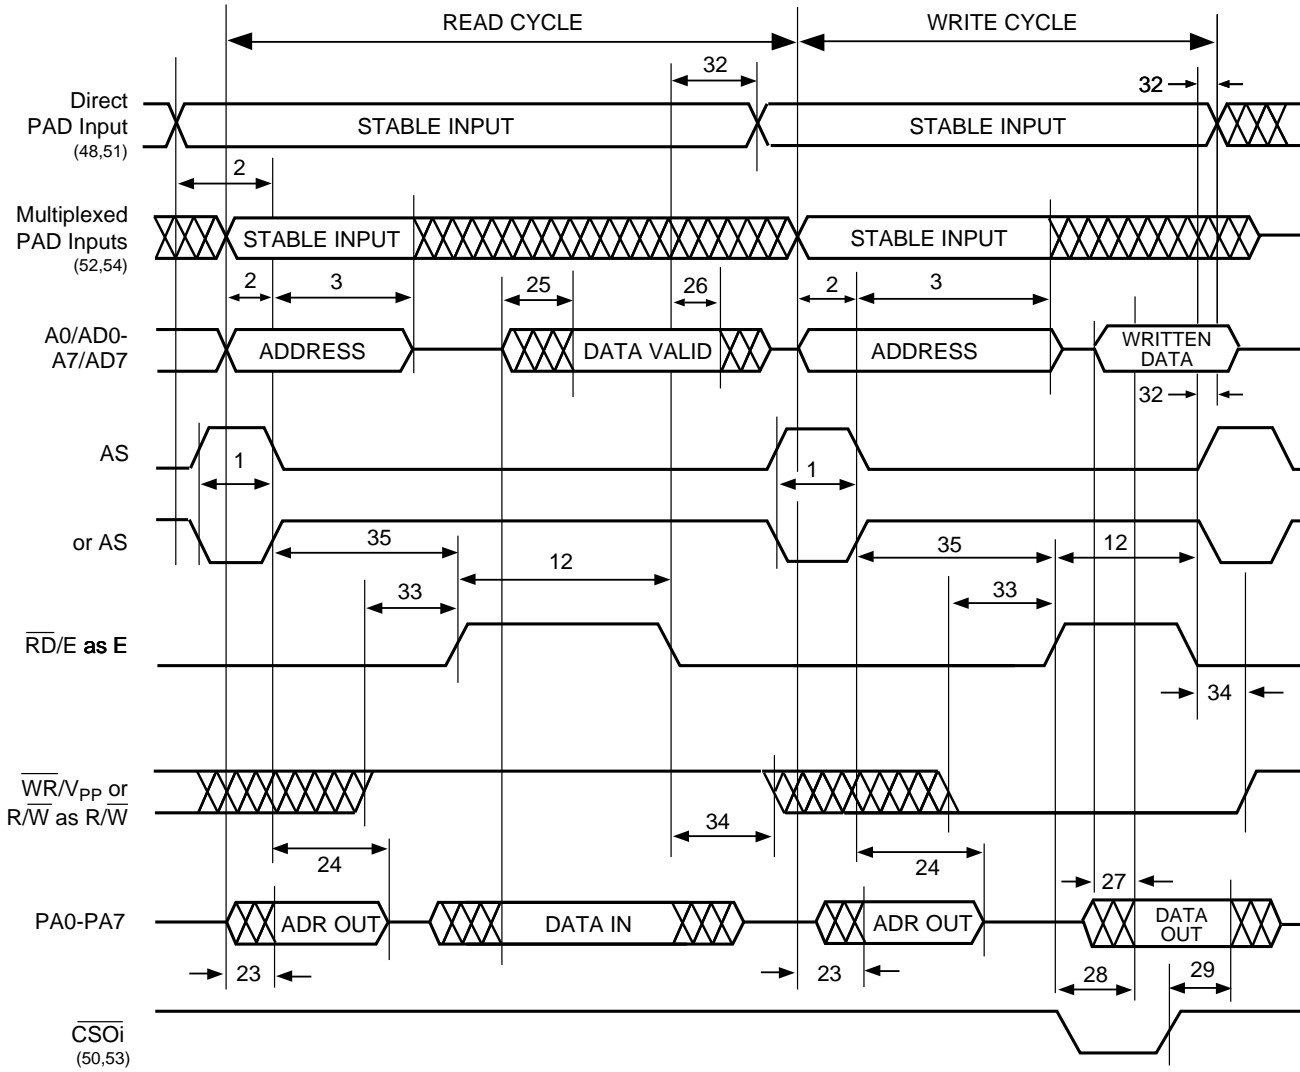 READ CYCLE
WRITE CYCLE
32
32
Direct
PAD Input
(48,51)
STABLE INPUT
STABLE INPUT
2
Multiplexed
PAD Inputs
(52,54)
STABLE INPUT
STABLE INPUT
2
3
25
26
2
3
A0/AD0-
A7/AD7
ADDRESS
DATA VALID
ADDRESS
WRITTEN
DATA
32
AS
1
1
or AS
35
12
35
12
33
33
RD/E as E
34
WR/VPP or
R/W as R/W
34
24
24
27
PA0-PA7
ADR OUT
DATA IN
ADR OUT
DATA
OUT
23
23
28
29
CSOi
(50,53)